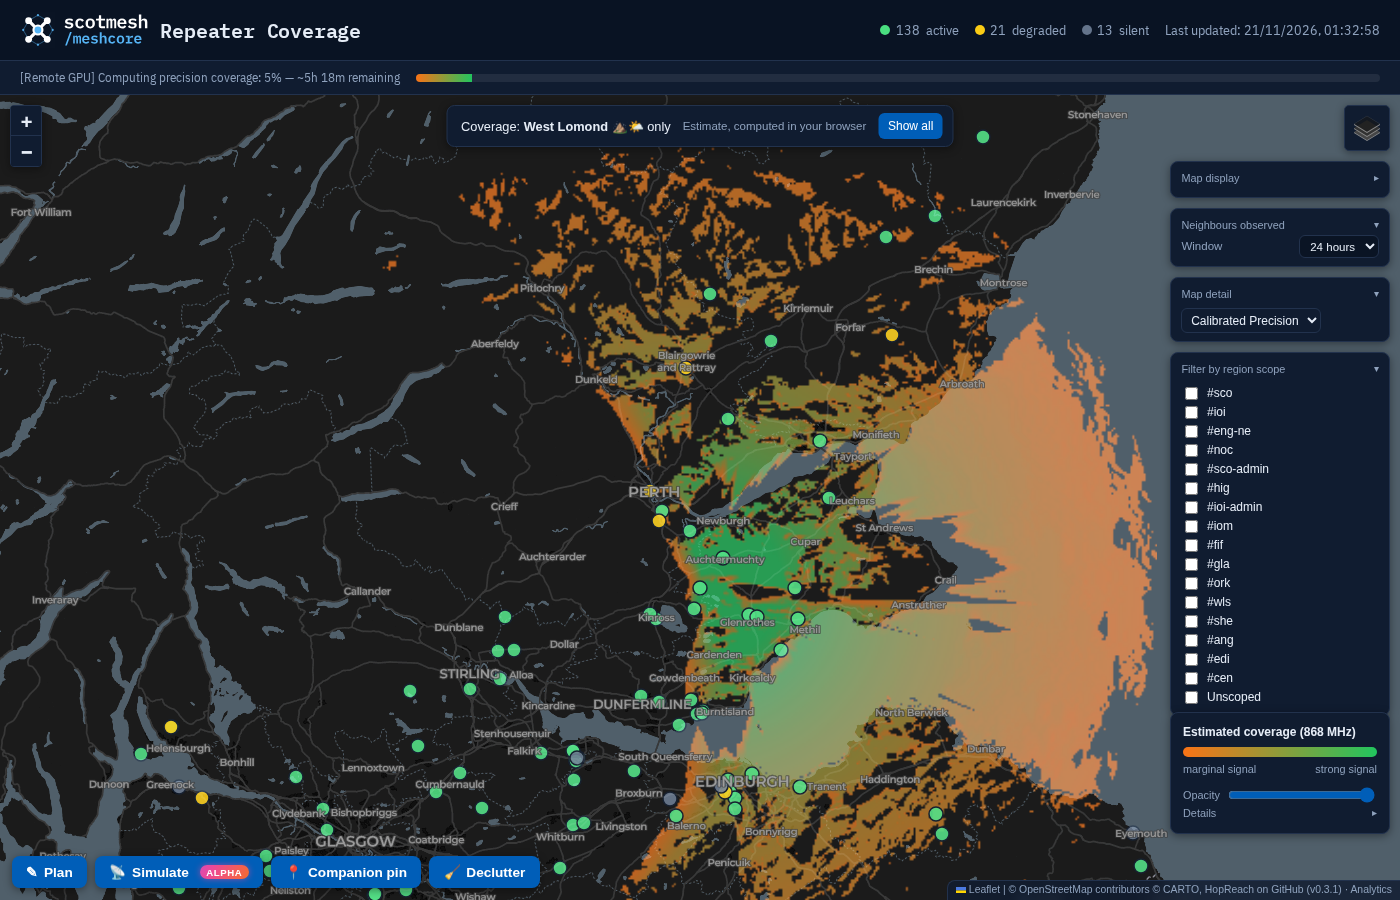 scotmesh
/meshcore
Repeater Coverage
138 active
21 degraded
13 silent
Last updated: 21/11/2026, 01:32:58
[Remote GPU] Computing precision coverage: 5% — ~5h 18m remaining
+
−
Coverage: West Lomond ⛰️🌤️ only
Estimate, computed in your browser
Show all
Map display
Neighbours observed
Window
24 hours
Map detail
Calibrated Precision
Filter by region scope
#sco
#ioi
#eng-ne
#noc
#sco-admin
#hig
#ioi-admin
#iom
#fif
#gla
#ork
#wls
#she
#ang
#edi
#cen
Unscoped
Estimated coverage (868 MHz)
marginal signal
strong signal
Opacity
Details
Stonehaven
Fort William
Laurencekirk
Inverbervie
Brechin
Montrose
Pitlochry
Kirriemuir
Forfar
Aberfeldy
Blairgowrie
and Rattray
Dunkeld
Arbroath
Monifieth
Tayport
PERTH
Crieff
Leuchars
Newburgh
St Andrews
Cupar
Auchterarder
Auchtermuchty
Crail
Callander
Inveraray
Anstruther
Kinross
Glenrothes
Methil
Dunblane
Dollar
Cardenden
STIRLING
Alloa
Cowdenbeath
Kirkcaldy
Kincardine
DUNFERMLINE
Burntisland
North Berwick
Stenhousemuir
Helensburgh
Falkirk
South Queensferry
Dunbar
Bonhill
Lennoxtown
EDINBURGH
Haddington
Dunoon
Greenock
Cumbernauld
Tranent
Broxburn
Clydebank
Bishopbriggs
Livingston
Balerno
Bonnyrigg
Eyemouth
Whitburn
GLASGOW
Coatbridge
Paisley
Rothesay
Penicuik
Neilston
Wishaw
✎ Plan
📡 Simulate ALPHA
📍 Companion pin
🧹 Declutter
Leaflet | © OpenStreetMap contributors © CARTO, HopReach on GitHub (v0.3.1) · Analytics